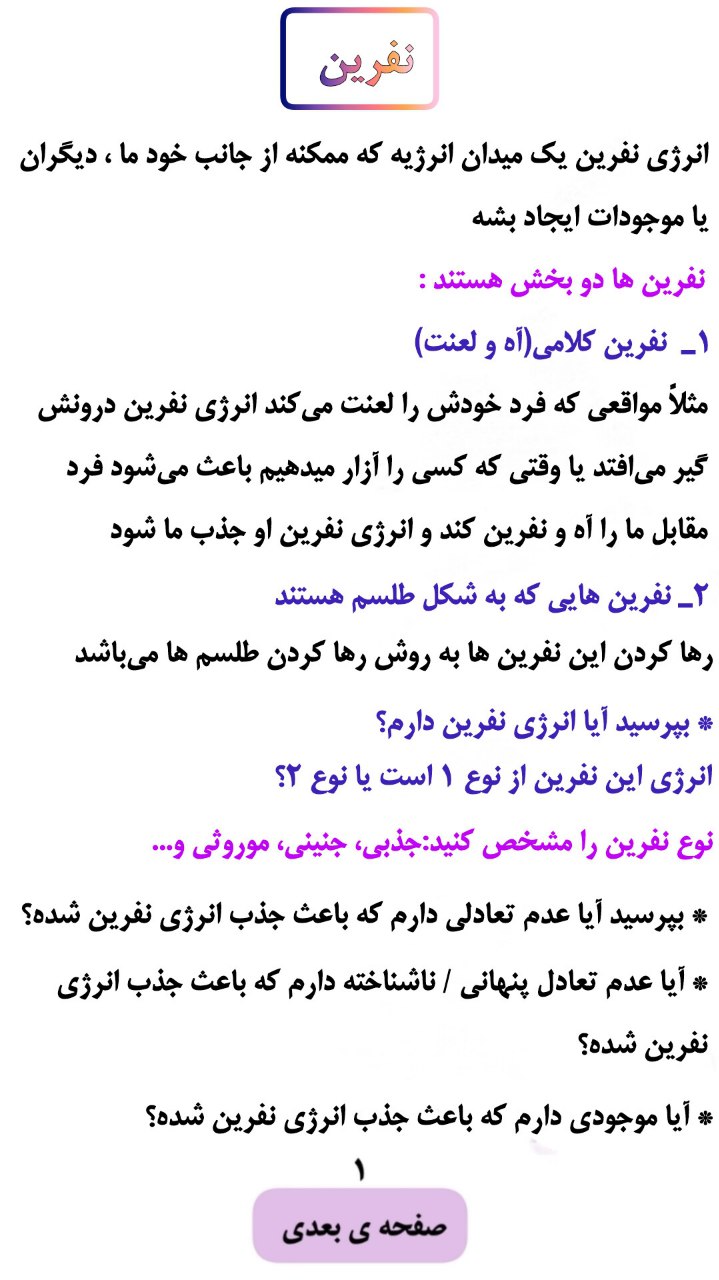 نفرین
انرژی نفرین یک میدان انرژیه که ممکنه از جانب خود ما ، دیگران
یا موجودات ایجاد بشه
نفرین ها دو بخش هستند :
۱_ نفرین کلامی(آه و لعنت)
مثلاً مواقعی که فرد خودش را لعنت می‌کند انرژی نفرین درونش
گیر می‌افتد یا وقتی که کسی را آزار میدهیم باعث می‌شود فرد
مقابل ما را آه و نفرین کند و انرژی نفرین او جذب ما شود
۲_ نفرین هایی که به شکل طلسم هستند
رها کردن این نفرین ها به روش رها کردن طلسم ها می‌باشد
* بپرسید آیا انرژی نفرین دارم؟
انرژی این نفرین از نوع ۱ است یا نوع ۲؟
نوع نفرین را مشخص کنید:جذبی، جنینی، موروثی و...
* بپرسید آیا عدم تعادلی دارم که باعث جذب انرژی نفرین شده؟
* آیا عدم تعادل پنهانی / ناشناخته دارم که باعث جذب انرژی
نفرین شده؟
* آیا موجودی دارم که باعث جذب انرژی نفرین شده؟
۱
صفحه ی بعدی